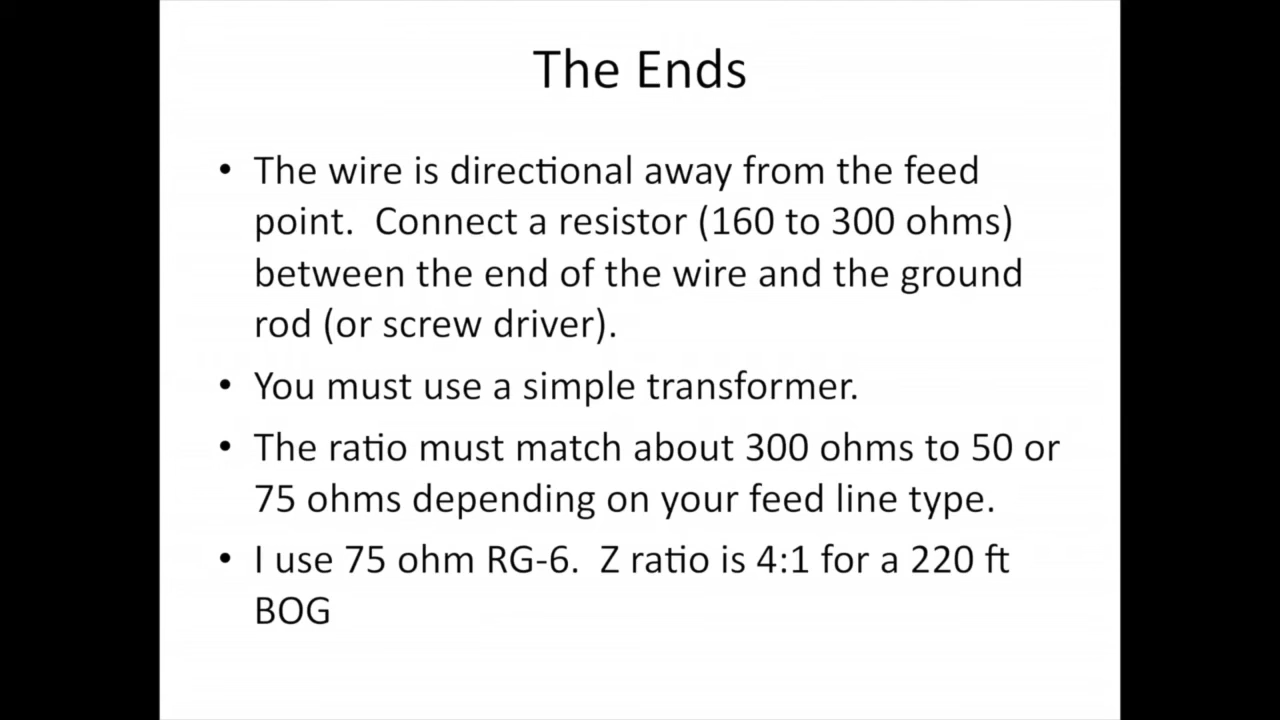 The Ends
• The wire is directional away from the feed
point.  Connect a resistor (160 to 300 ohms)
between the end of the wire and the ground
rod (or screw driver).
• You must use a simple transformer.
• The ratio must match about 300 ohms to 50 or
75 ohms depending on your feed line type.
• I use 75 ohm RG-6.  Z ratio is 4:1 for a 220 ft
BOG